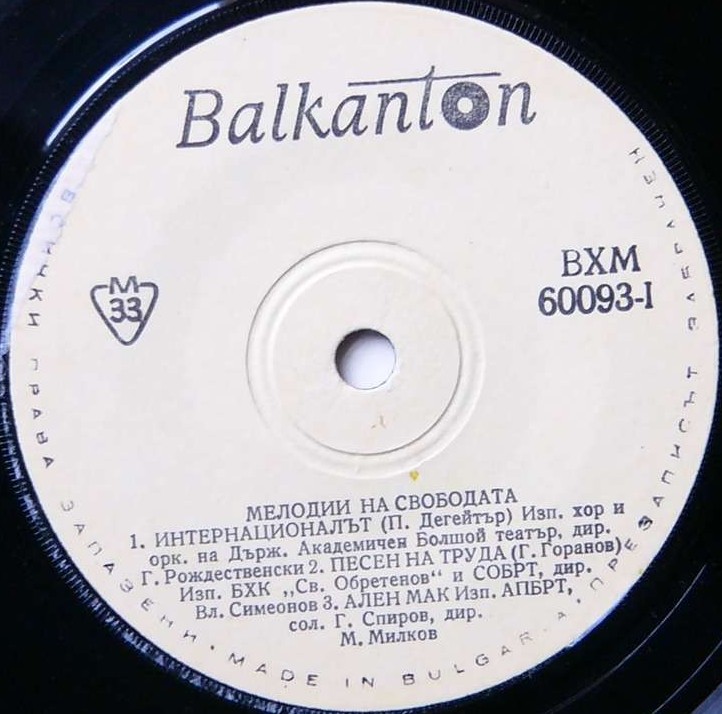 Balkanton
М
33
ВХМ
60093-I
МЕЛОДИИ НА СВОБОДАТА
1. ИНТЕРНАЦИОНАЛЪТ (П. Дегейтър) Изп. хор и
орк. на Държ. Академичен Болшой театър, дир.
Г. Рождественски 2. ПЕСЕН НА ТРУДА (Г. Горанов)
Изп. БХК „Св. Обретенов“ и СОБРТ, дир.
Вл. Симеонов 3. АЛЕН МАК Изп. АПБРТ,
сол. Г. Спиров, дир.
М. Милков
ВСИЧКИ ПРАВА ЗАПАЗЕНИ · MADE IN BULGARIA · ПРЕЗАПИСЪТ ЗАБРАНЕН